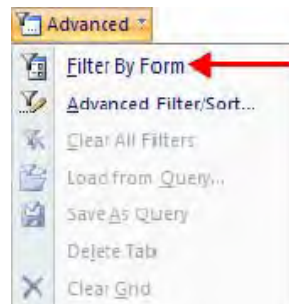 Advanced
Filter By Form
Advanced Filter/Sort...
Clear All Filters
Load from Query...
Save As Query
Delete Tab
Clear Grid